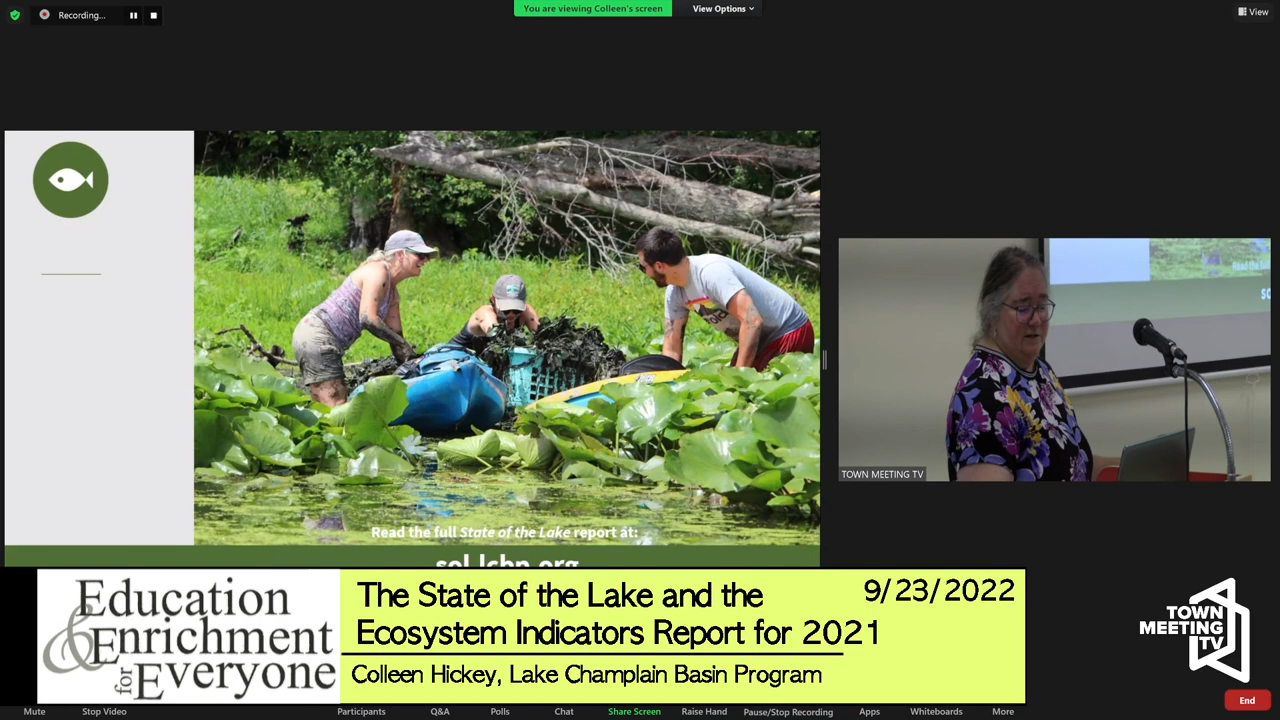 Recording...
You are viewing Colleen's screen
View Options
View
Read the full State of the Lake report at:
sol.lcbp.org
TOWN MEETING TV
Education
& Enrichment
for Everyone
The State of the Lake and the
Ecosystem Indicators Report for 2021
9/23/2022
Colleen Hickey, Lake Champlain Basin Program
TOWN
MEETING
TV
End
Mute
Stop Video
Participants
Q&A
Polls
Chat
Share Screen
Raise Hand
Pause/Stop Recording
Apps
Whiteboards
More